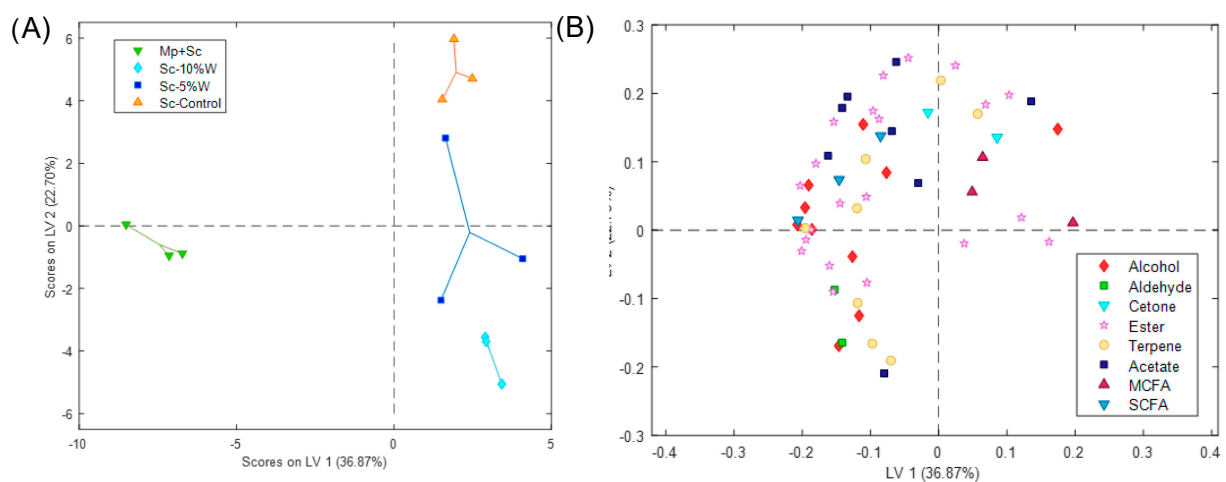 (A)
6
4
2
0
-2
-4
-6
-10
-5
0
5
Scores on LV 2 (22.70%)
Scores on LV 1 (36.87%)
Mp+Sc
Sc-10%W
Sc-5%W
Sc-Control
(B)
0.3
0.2
0.1
0
-0.1
-0.2
-0.3
-0.4
-0.3
-0.2
-0.1
0
0.1
0.2
0.3
0.4
LV 1 (36.87%)
Alcohol
Aldehyde
Cetone
Ester
Terpene
Acetate
MCFA
SCFA